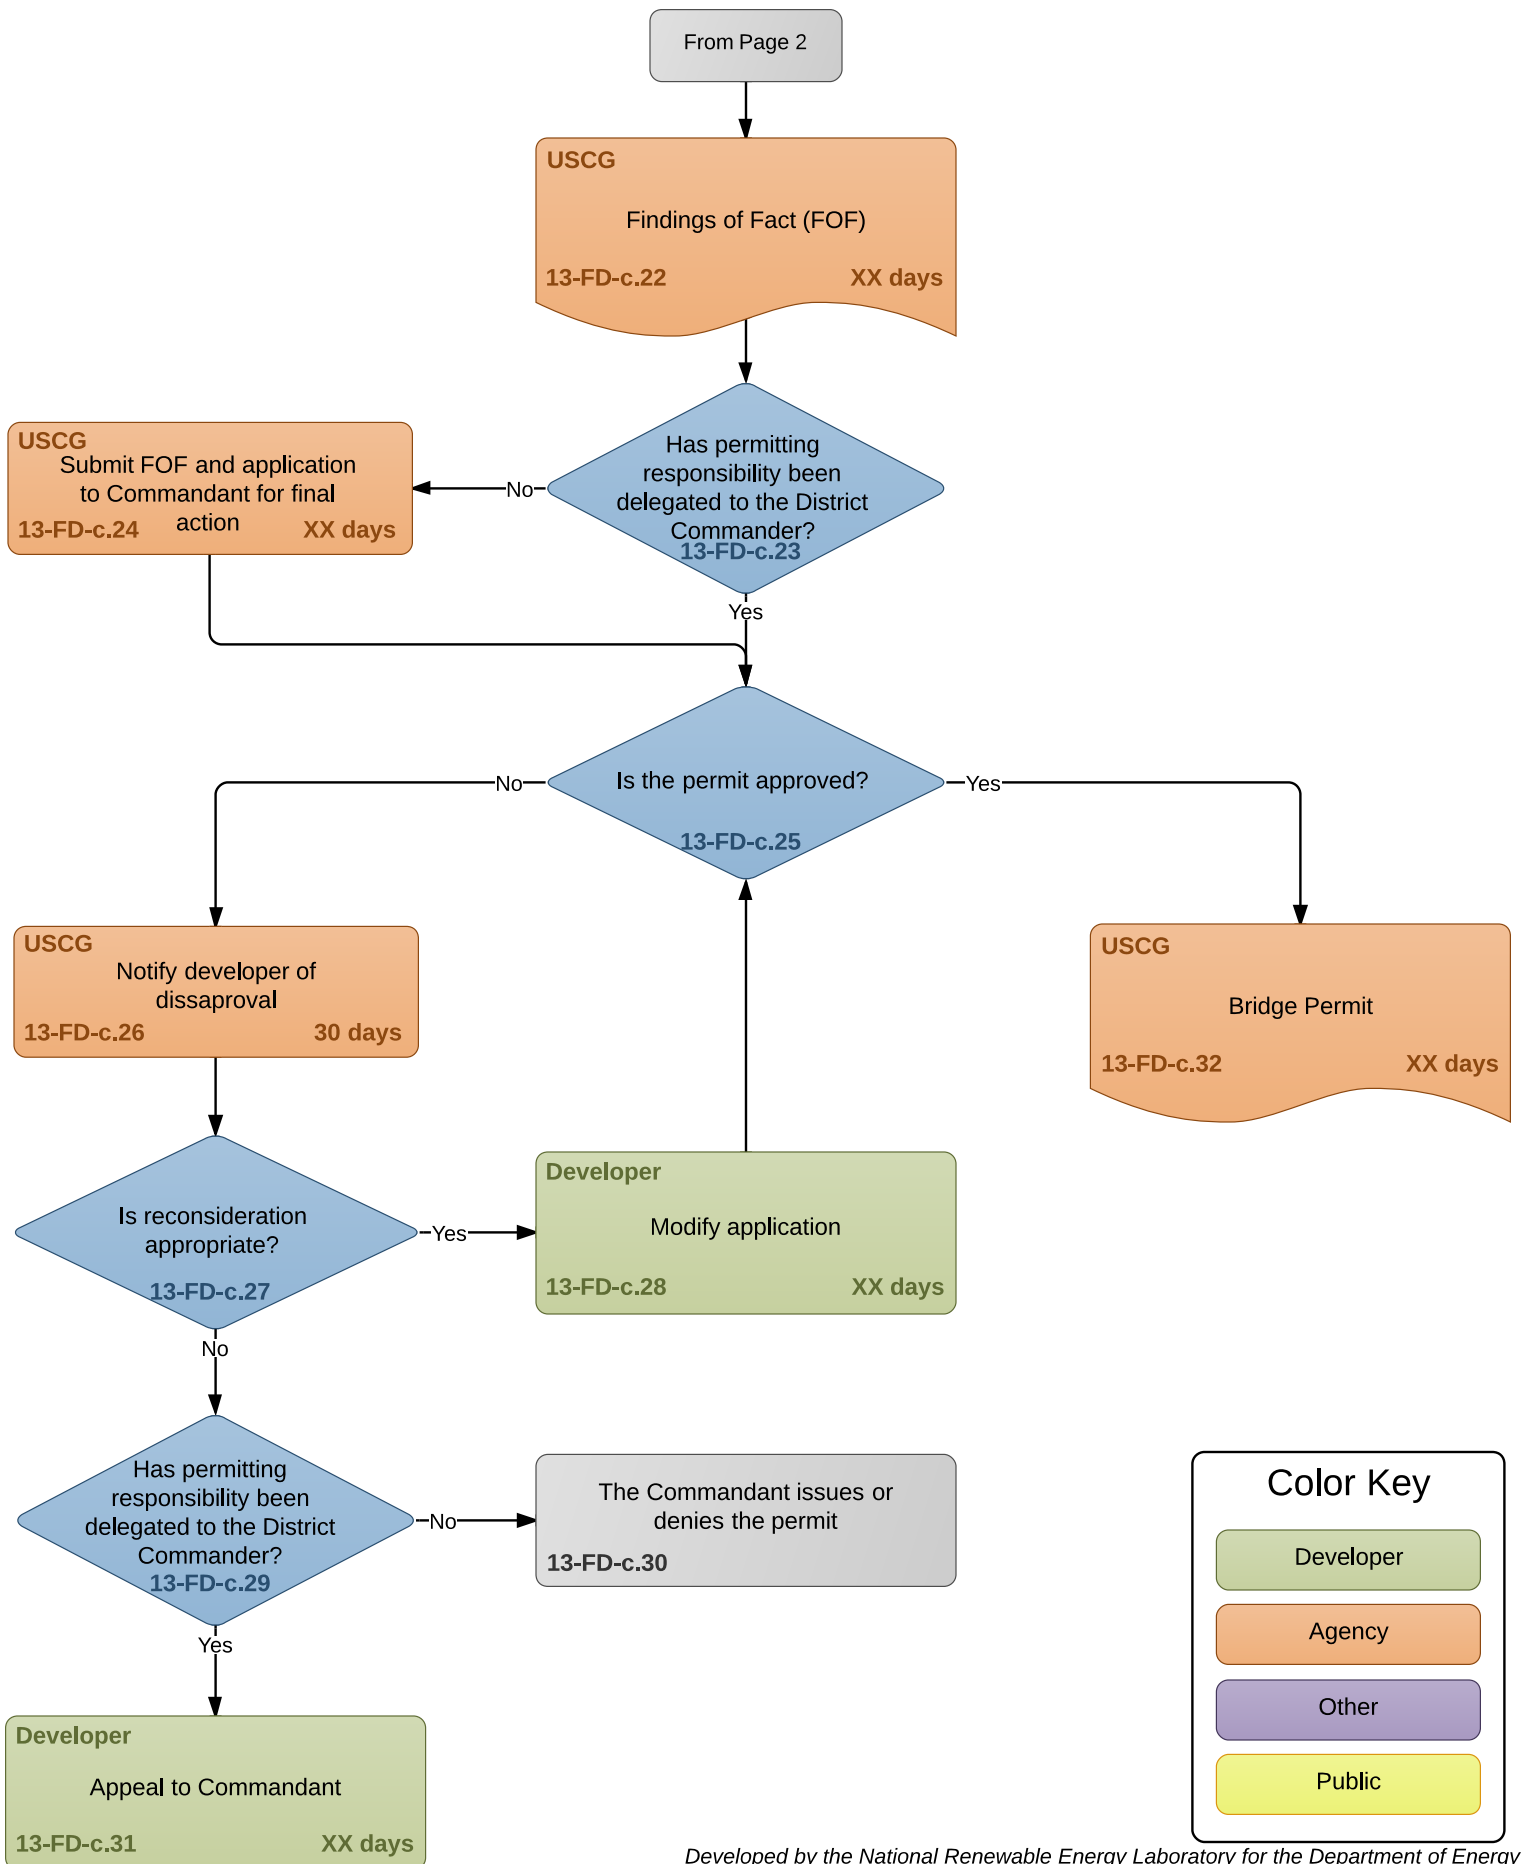 From Page 2
USCG
Findings of Fact (FOF)
13-FD-c.22 XX days
Has permitting
responsibility been
delegated to the District
Commander?
13-FD-c.23
No
USCG
Submit FOF and application
to Commandant for final
action
13-FD-c.24 XX days
Yes
Is the permit approved?
13-FD-c.25
No
Yes
USCG
Notify developer of
dissaproval
13-FD-c.26 30 days
USCG
Bridge Permit
13-FD-c.32 XX days
Is reconsideration
appropriate?
13-FD-c.27
Yes
Developer
Modify application
13-FD-c.28 XX days
No
Has permitting
responsibility been
delegated to the District
Commander?
13-FD-c.29
No
The Commandant issues or
denies the permit
13-FD-c.30
Yes
Developer
Appeal to Commandant
13-FD-c.31 XX days
Color Key
Developer
Agency
Other
Public
Developed by the National Renewable Energy Laboratory for the Department of Energy